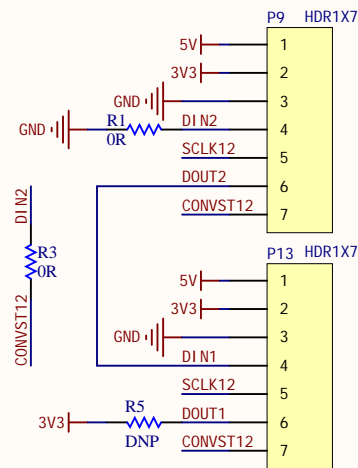 P9 HDR1X7
5V 1
3V3 2
GND 3
GND R1 0R DIN2 4
SCLK12 5
DOUT2 6
CONVST12 7
DIN2
R3
0R
CONVST12
P13 HDR1X7
5V 1
3V3 2
GND 3
DIN1 4
SCLK12 5
3V3 R5 DNP DOUT1 6
CONVST12 7